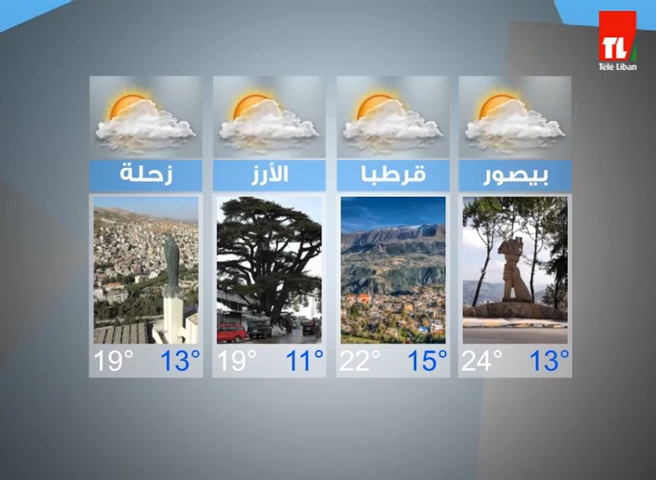 TL
Télé Liban
بيصور
قرطبا
الأرز
زحلة
24° 13°
22° 15°
19° 11°
19° 13°